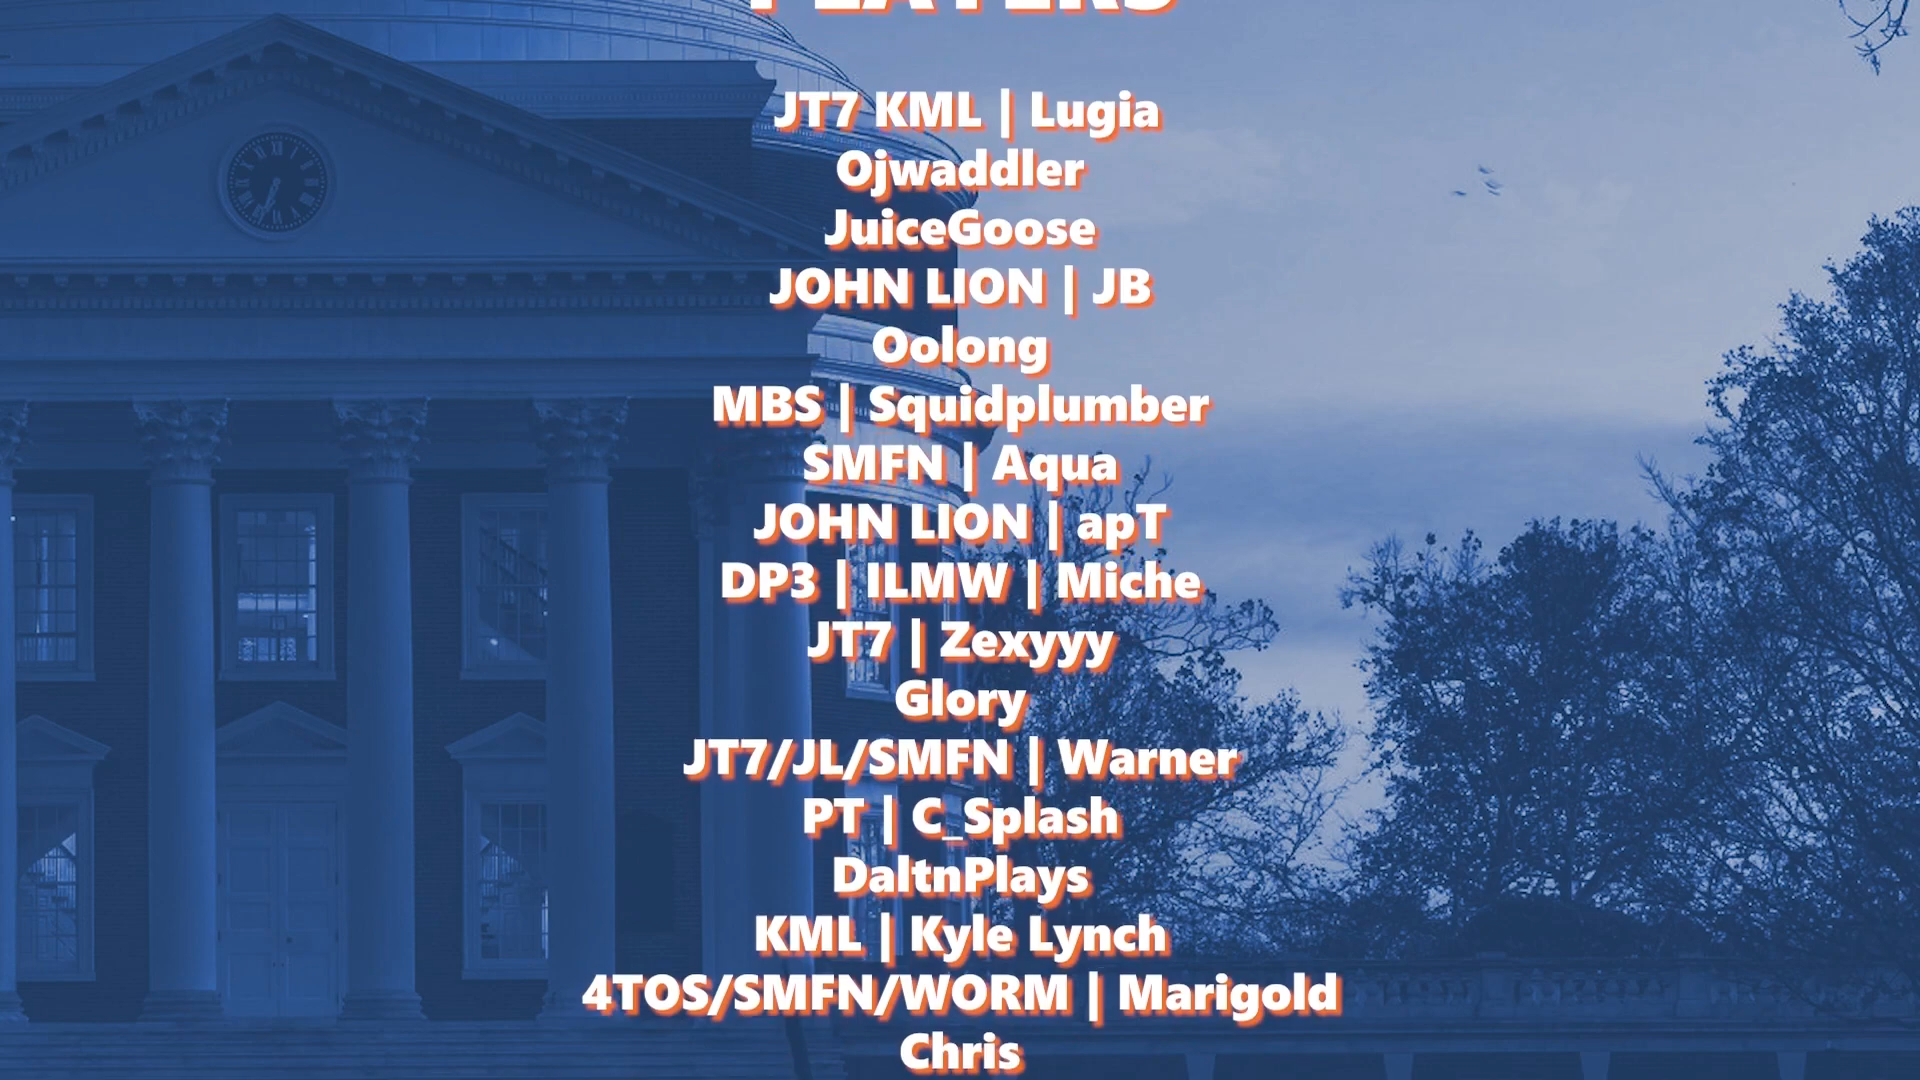 PLAYERS
JT7 KML | Lugia
Ojwaddler
JuiceGoose
JOHN LION | JB
Oolong
MBS | Squidplumber
SMFN | Aqua
JOHN LION | apT
DP3 | ILMW | Miche
JT7 | Zexyyy
Glory
JT7/JL/SMFN | Warner
PT | C_Splash
DaltnPlays
KML | Kyle Lynch
4TOS/SMFN/WORM | Marigold
Chris